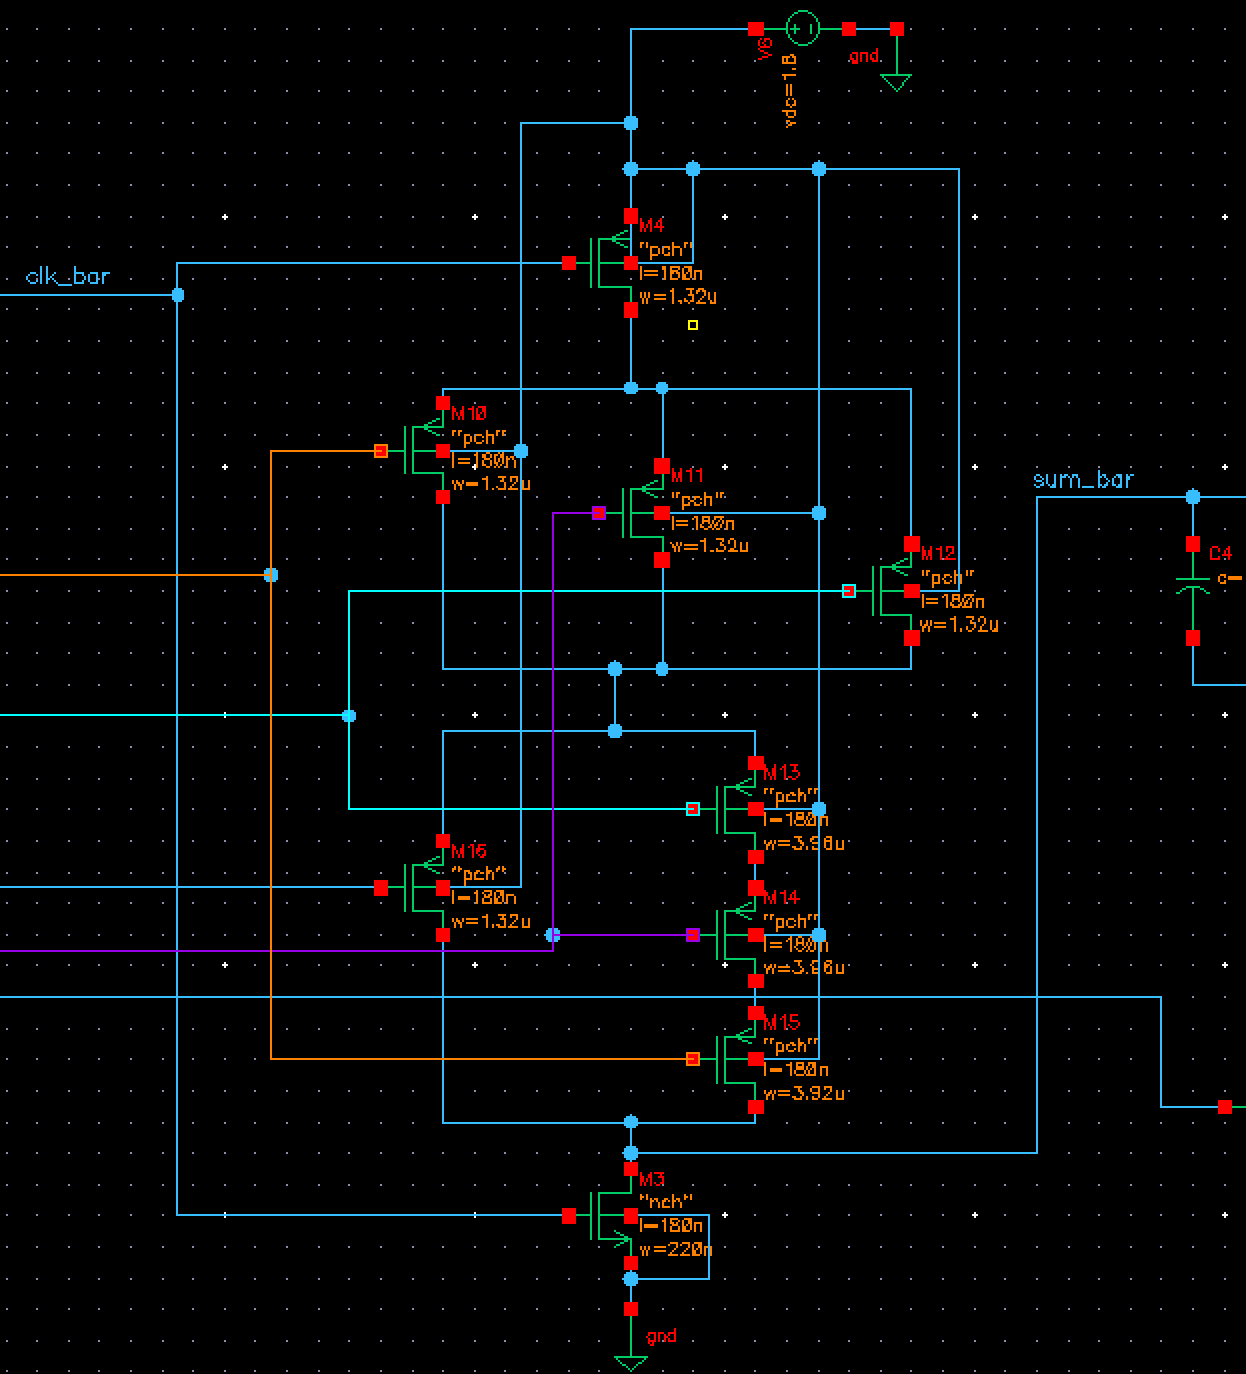 V6
gnd
vdc=1.8
M4
"pch"
l=180n
w=1.32u
clk_bar
M10
"pch"
l=180n
w=1.32u
M11
"pch"
l=180n
w=1.32u
sum_bar
M12
"pch"
l=180n
w=1.32u
C4
c=
M13
"pch"
l=180n
w=3.96u
M16
"pch"
l=180n
w=1.32u
M14
"pch"
l=180n
w=3.96u
M15
"pch"
l=180n
w=3.92u
M3
"nch"
l=180n
w=220n
gnd